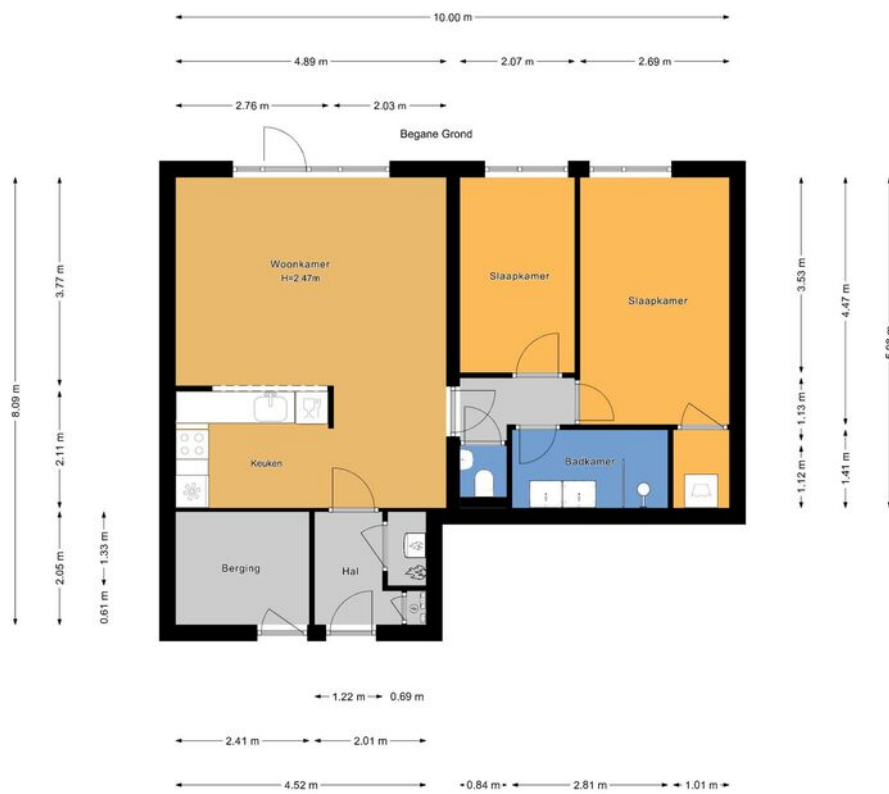 10.00 m
4.89 m
2.07 m
2.69 m
2.76 m
2.03 m
Begane Grond
8.09 m
3.77 m
2.11 m
2.05 m
1.33 m
0.61 m
Woonkamer
H=2.47m
Slaapkamer
Slaapkamer
Keuken
Badkamer
Berging
Hal
3.53 m
1.13 m
1.12 m
4.47 m
1.41 m
5.98 m
1.22 m
0.69 m
2.41 m
2.01 m
4.52 m
0.84 m
2.81 m
1.01 m